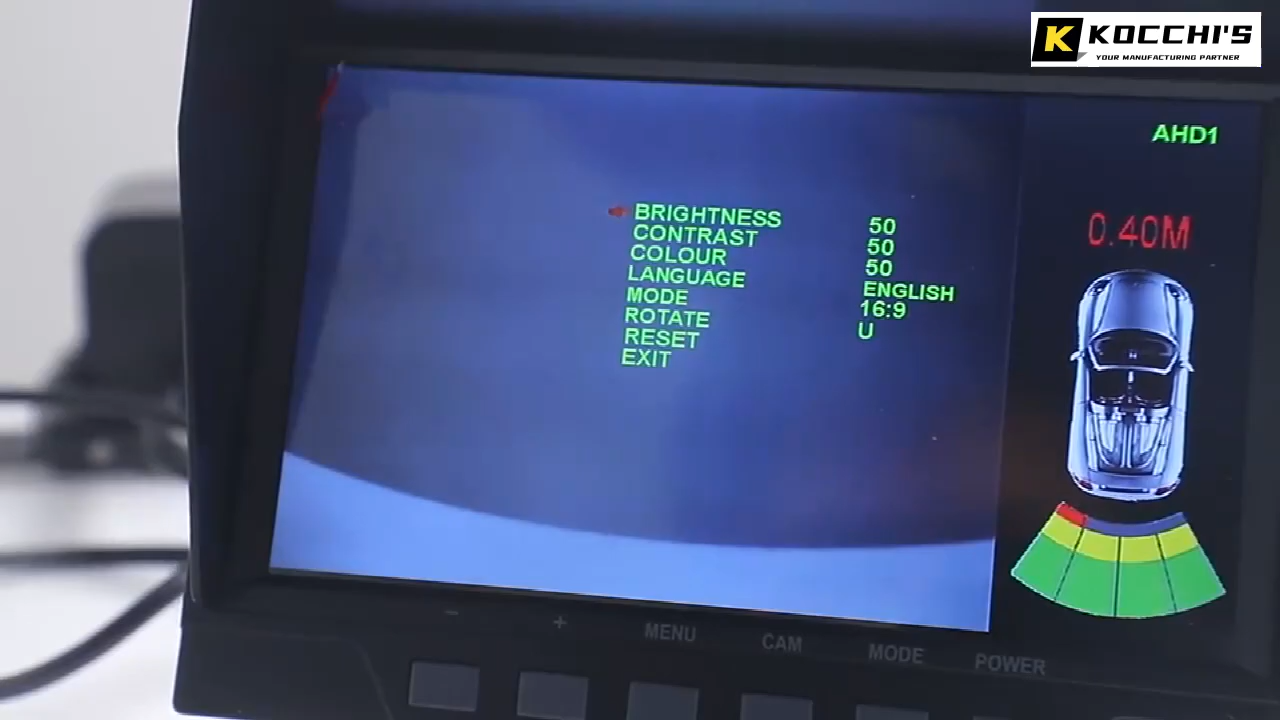 KOCCHI'S
YOUR MANUFACTURING PARTNER
AHD1
0.40M
BRIGHTNESS 50
CONTRAST 50
COLOUR 50
LANGUAGE ENGLISH
MODE 16:9
ROTATE U
RESET
EXIT
− + MENU CAM MODE POWER